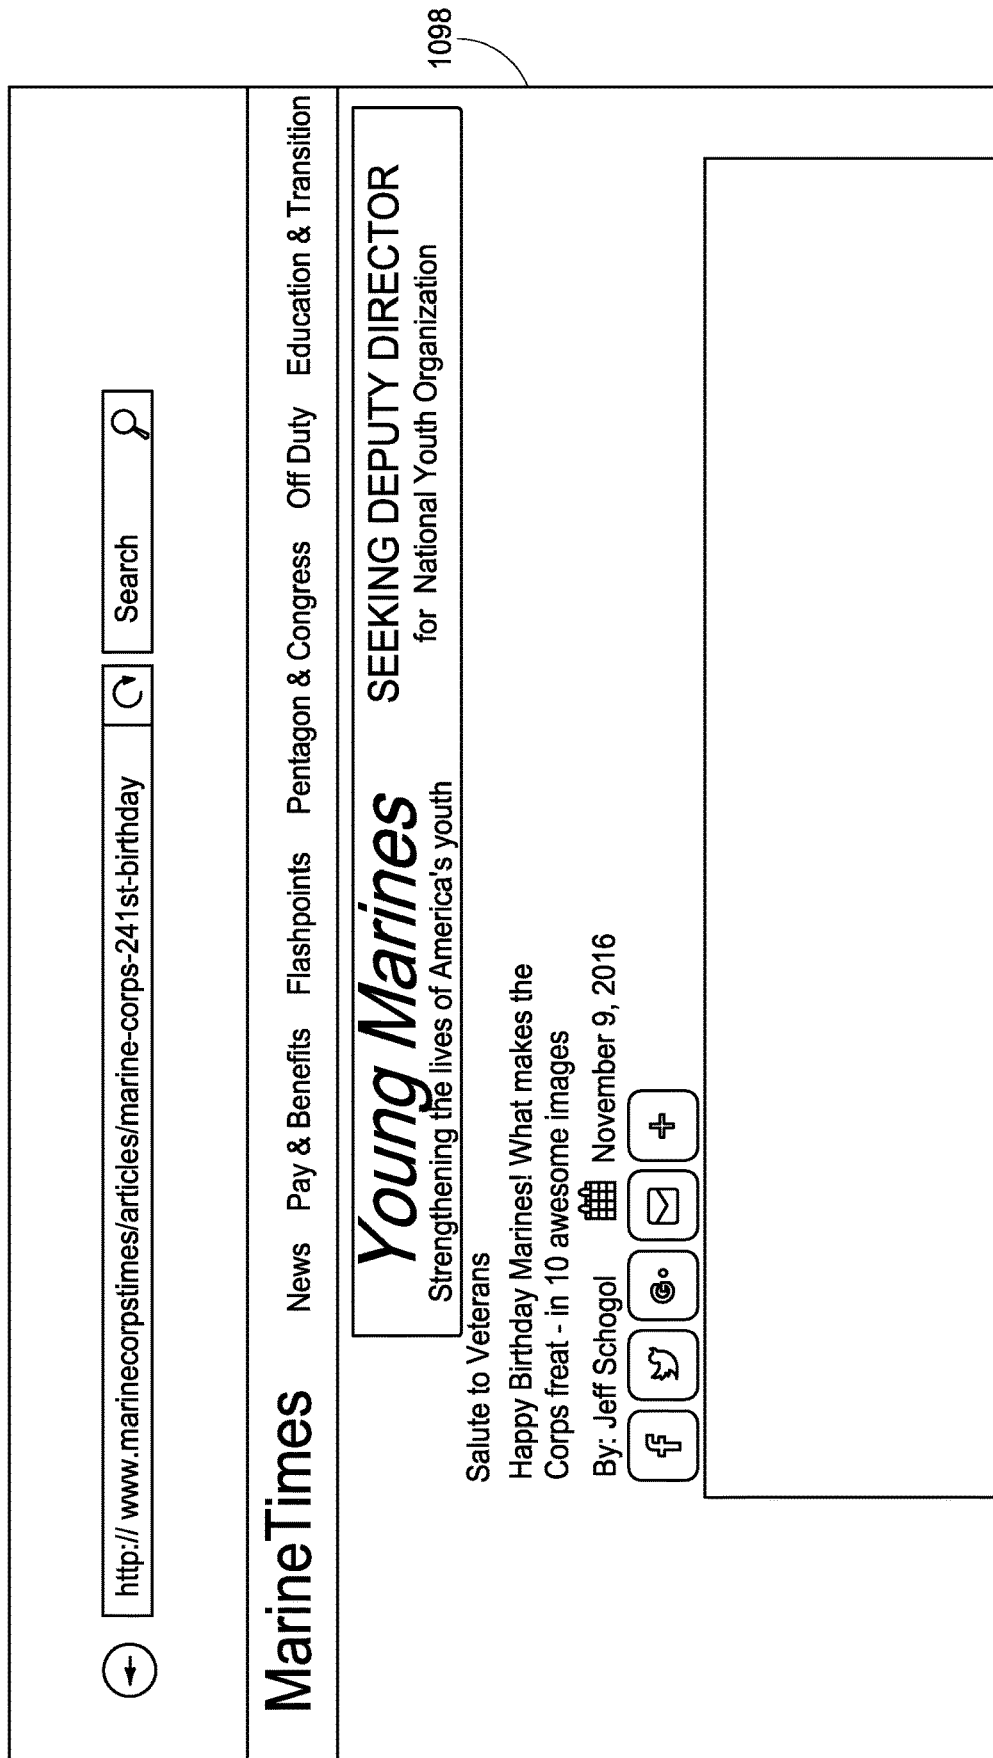 1098
http:// www.marinecorpstimes/articles/marine-corps-241st-birthday
Search
MarineTimes
News Pay & Benefits Flashpoints Pentagon & Congress Off Duty Education & Transition
Young Marines
Strengthening the lives of America's youth
SEEKING DEPUTY DIRECTOR
for National Youth Organization
Salute to Veterans
Happy Birthday Marines! What makes the
Corps freat - in 10 awesome images
By: Jeff Schogol November 9, 2016